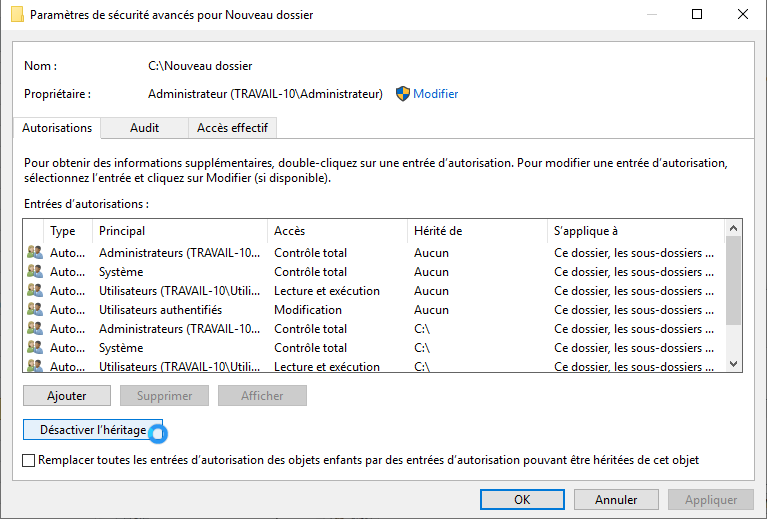 Paramètres de sécurité avancés pour Nouveau dossier
Nom : C:\Nouveau dossier
Propriétaire : Administrateur (TRAVAIL-10\Administrateur) Modifier
Autorisations Audit Accès effectif
Pour obtenir des informations supplémentaires, double-cliquez sur une entrée d'autorisation. Pour modifier une entrée d'autorisation,
sélectionnez l'entrée et cliquez sur Modifier (si disponible).
Entrées d'autorisations :
Type Principal Accès Hérité de S'applique à
Auto... Administrateurs (TRAVAIL-10... Contrôle total Aucun Ce dossier, les sous-dossiers ...
Auto... Système Contrôle total Aucun Ce dossier, les sous-dossiers ...
Auto... Utilisateurs (TRAVAIL-10\Utili... Lecture et exécution Aucun Ce dossier, les sous-dossiers ...
Auto... Utilisateurs authentifiés Modification Aucun Ce dossier, les sous-dossiers ...
Auto... Administrateurs (TRAVAIL-10... Contrôle total C:\ Ce dossier, les sous-dossiers ...
Auto... Système Contrôle total C:\ Ce dossier, les sous-dossiers ...
Auto... Utilisateurs (TRAVAIL-10\Utili... Lecture et exécution C:\ Ce dossier, les sous-dossiers ...
Ajouter Supprimer Afficher
Désactiver l'héritage
Remplacer toutes les entrées d'autorisation des objets enfants par des entrées d'autorisation pouvant être héritées de cet objet
OK Annuler Appliquer